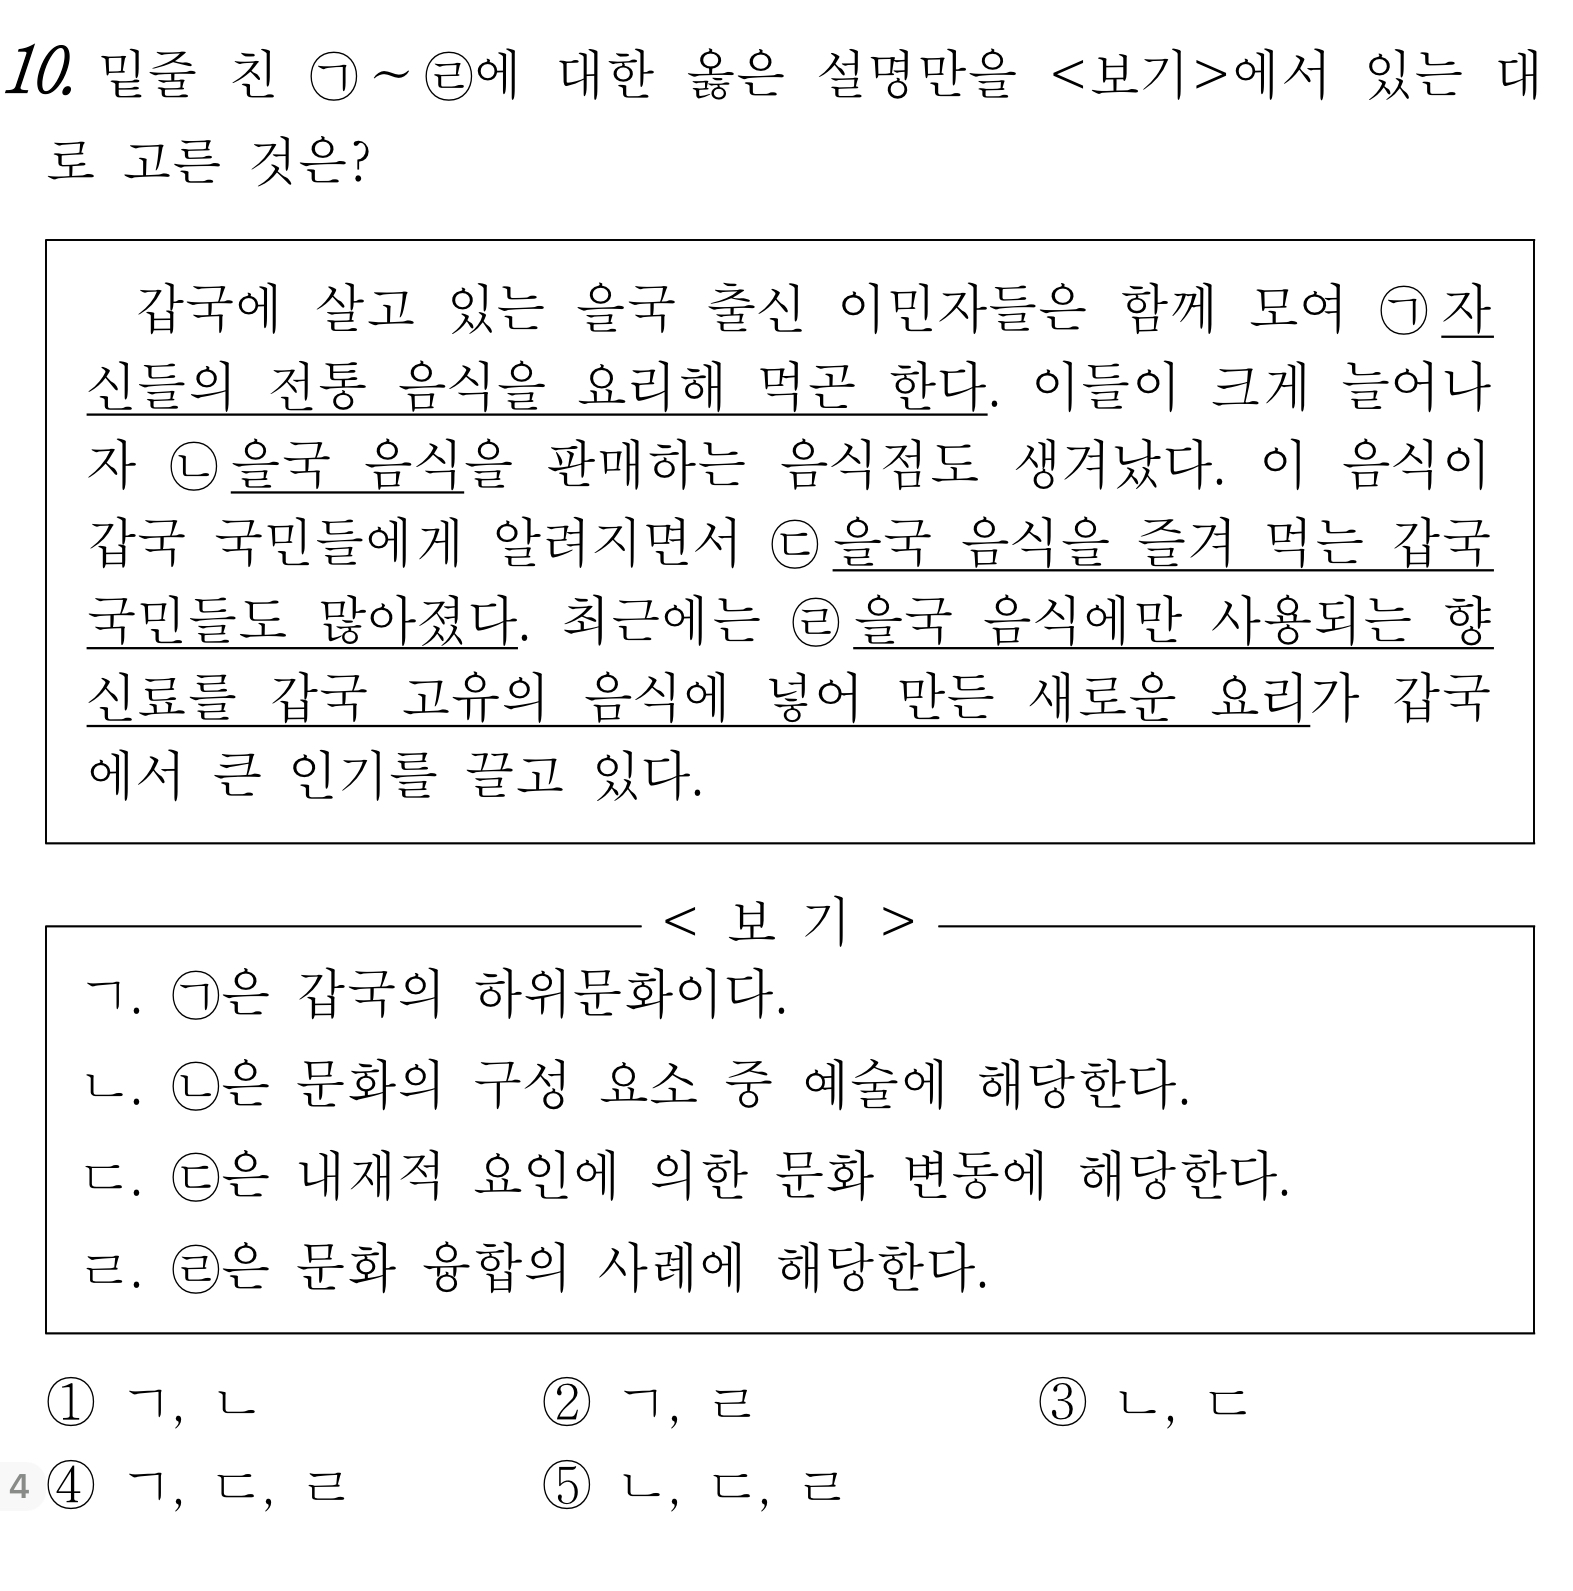 10. 밑줄 친 ㉠~㉣에 대한 옳은 설명만을 <보기>에서 있는 대
로 고른 것은?
갑국에 살고 있는 을국 출신 이민자들은 함께 모여 ㉠자
신들의 전통 음식을 요리해 먹곤 한다. 이들이 크게 늘어나
자 ㉡을국 음식을 판매하는 음식점도 생겨났다. 이 음식이
갑국 국민들에게 알려지면서 ㉢을국 음식을 즐겨 먹는 갑국
국민들도 많아졌다. 최근에는 ㉣을국 음식에만 사용되는 향
신료를 갑국 고유의 음식에 넣어 만든 새로운 요리가 갑국
에서 큰 인기를 끌고 있다.
< 보 기 >
ㄱ. ㉠은 갑국의 하위문화이다.
ㄴ. ㉡은 문화의 구성 요소 중 예술에 해당한다.
ㄷ. ㉢은 내재적 요인에 의한 문화 변동에 해당한다.
ㄹ. ㉣은 문화 융합의 사례에 해당한다.
① ㄱ, ㄴ ② ㄱ, ㄹ ③ ㄴ, ㄷ
4 ④ ㄱ, ㄷ, ㄹ ⑤ ㄴ, ㄷ, ㄹ